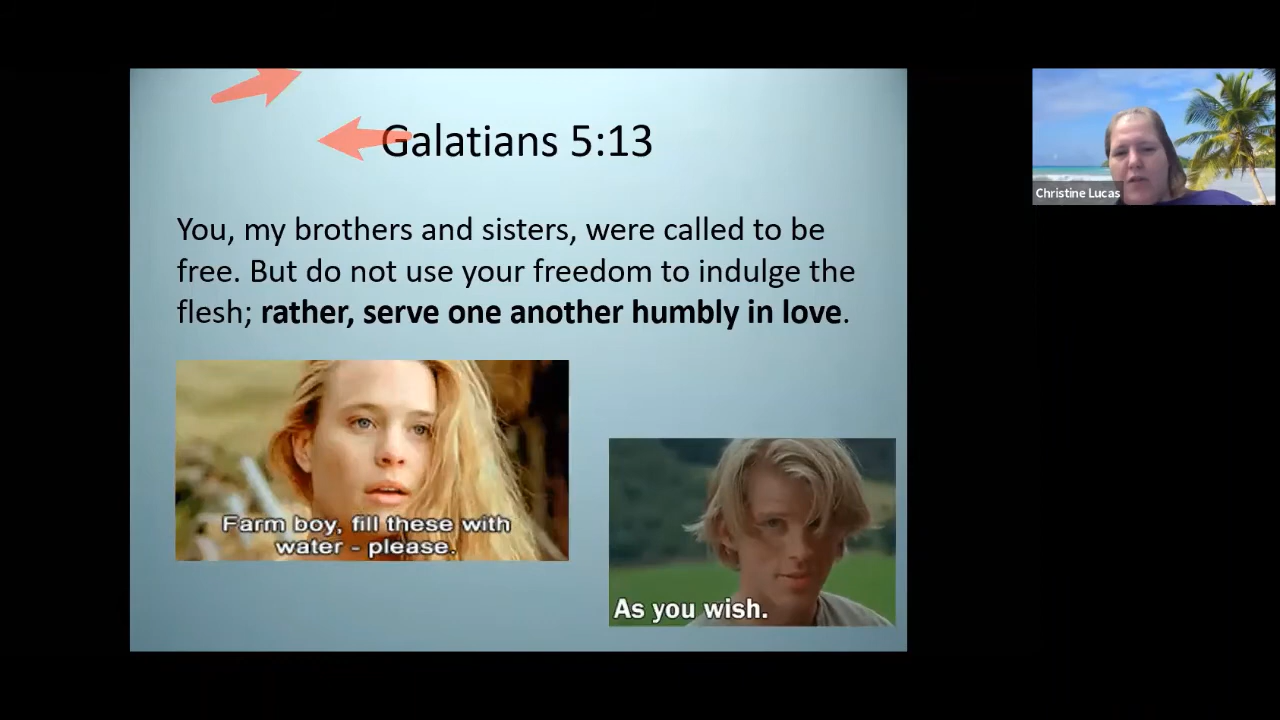 Galatians 5:13
You, my brothers and sisters, were called to be
free. But do not use your freedom to indulge the
flesh; rather, serve one another humbly in love.
Farm boy, fill these with
water - please.
As you wish.
Christine Lucas